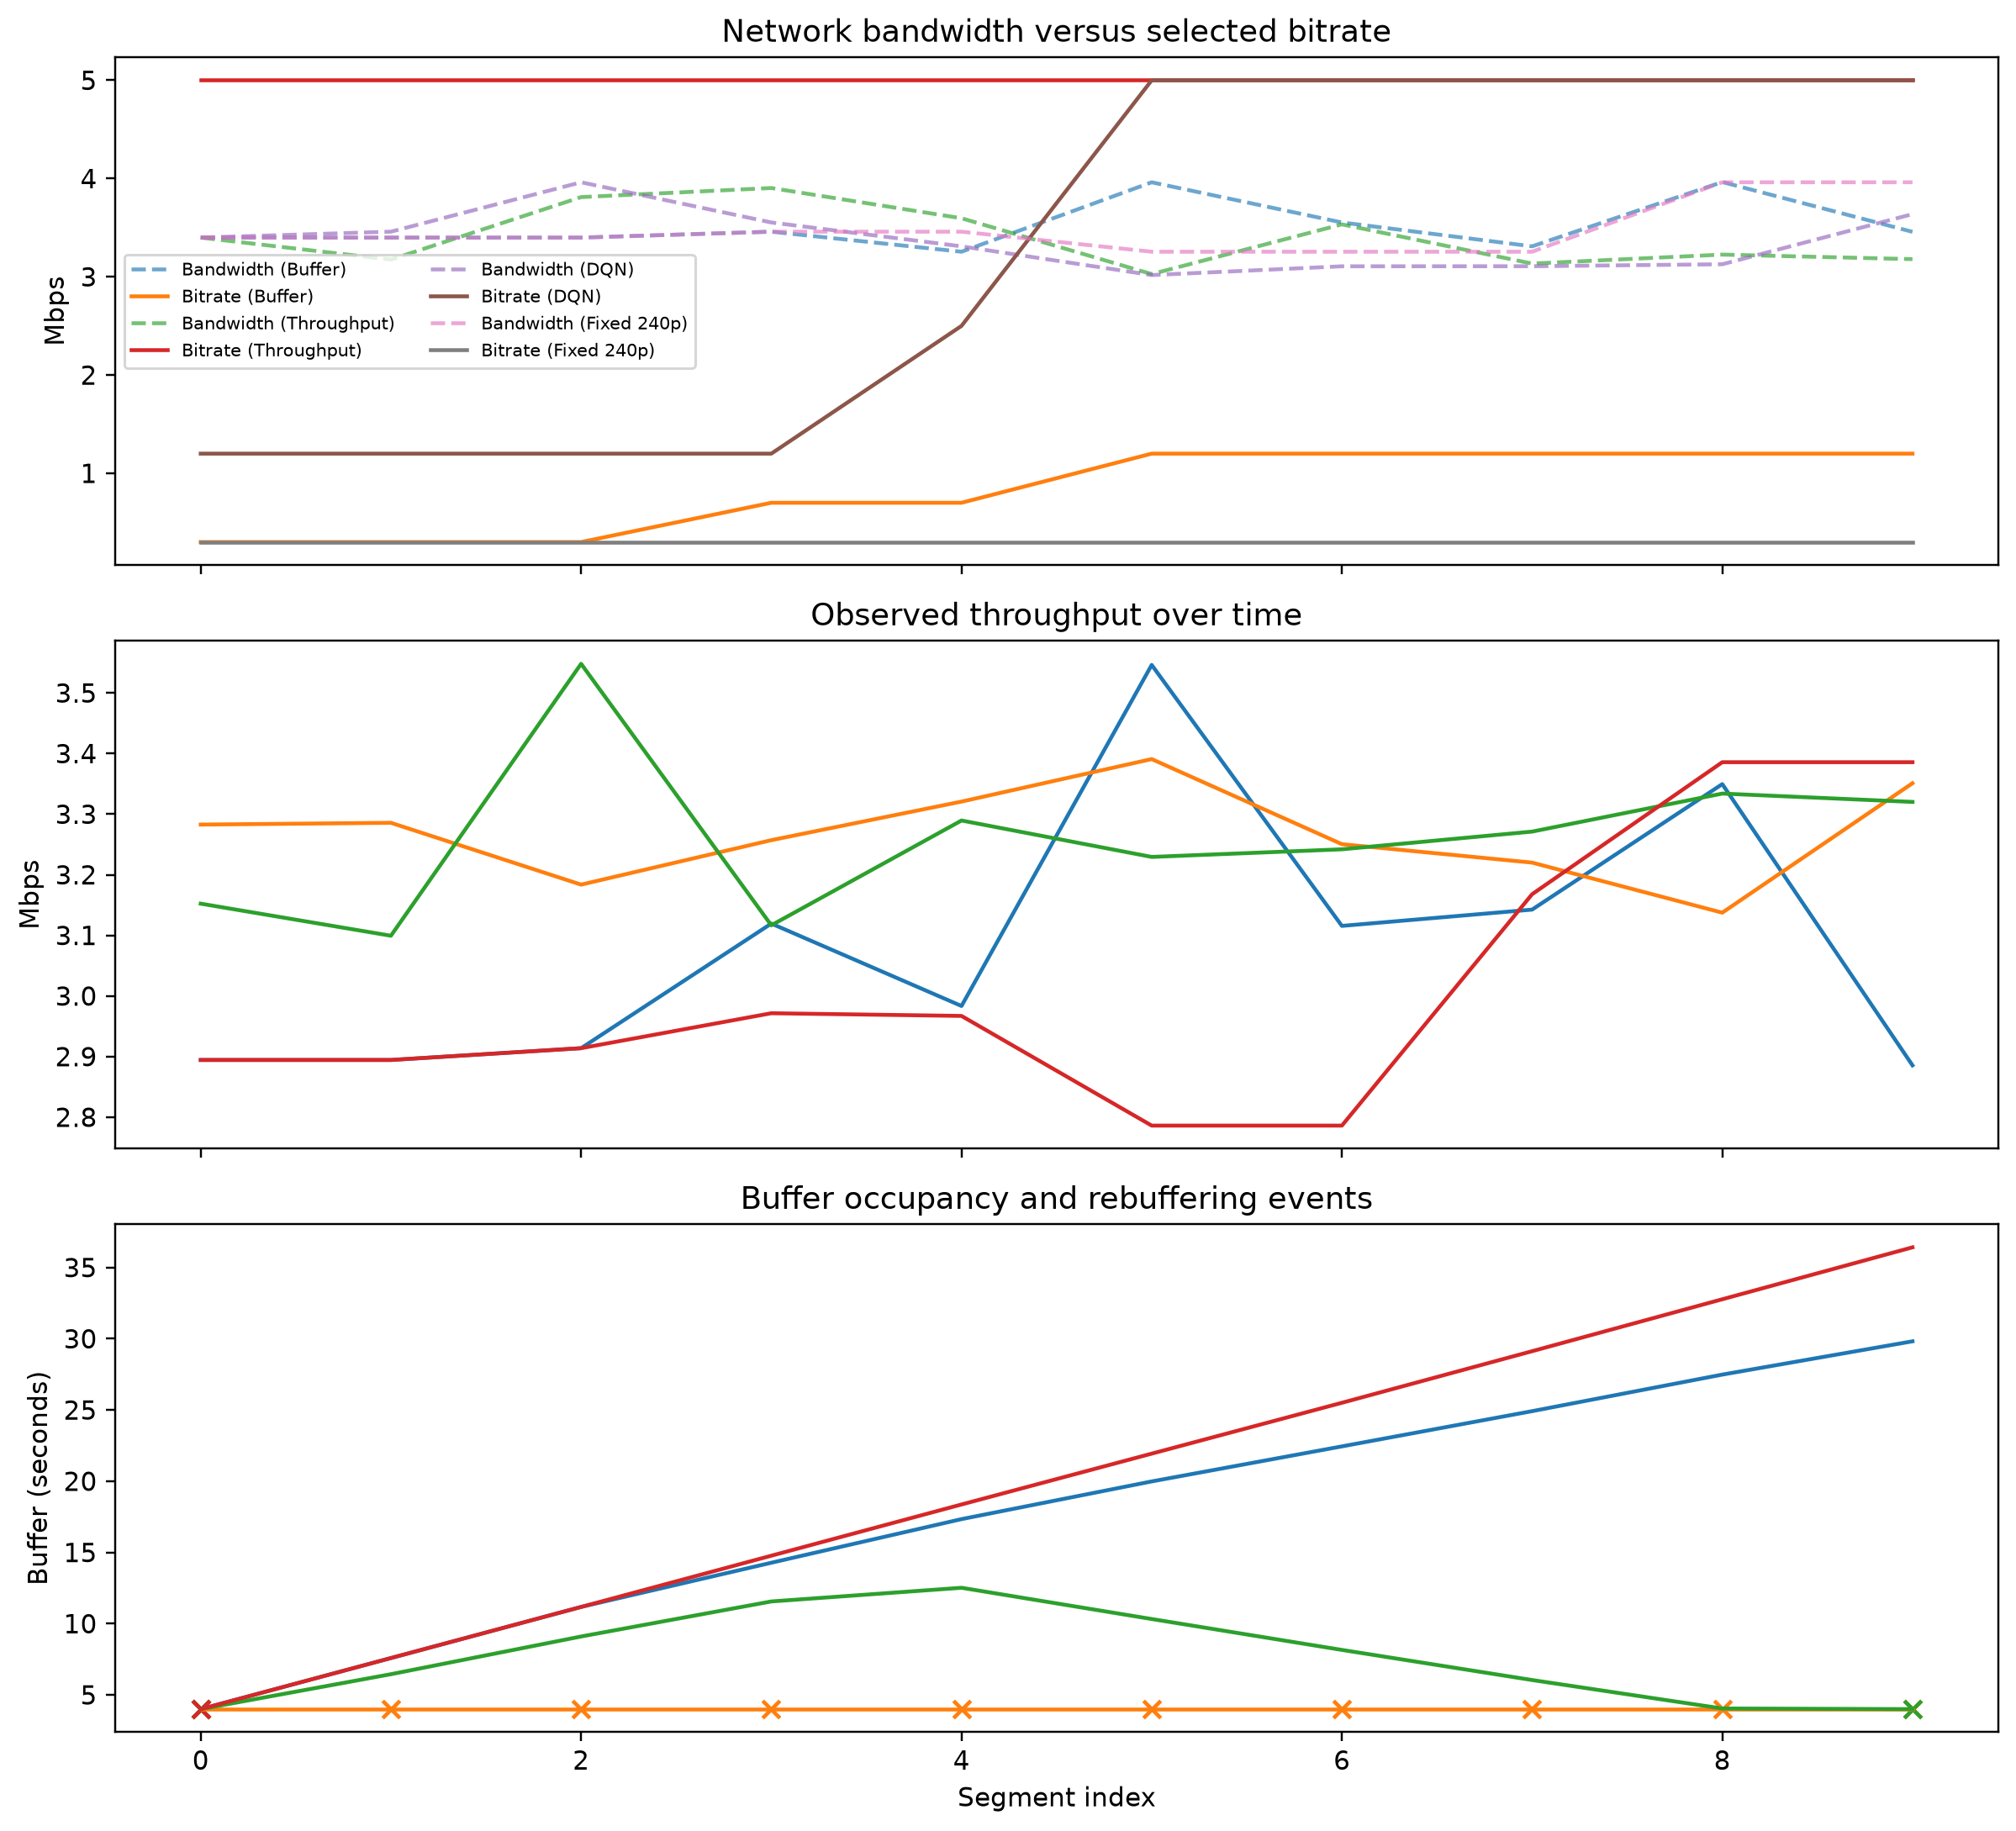 Network bandwidth versus selected bitrate
5
4
3
2
1
Mbps
Bandwidth (Buffer)
Bitrate (Buffer)
Bandwidth (Throughput)
Bitrate (Throughput)
Bandwidth (DQN)
Bitrate (DQN)
Bandwidth (Fixed 240p)
Bitrate (Fixed 240p)
Observed throughput over time
3.5
3.4
3.3
3.2
3.1
3.0
2.9
2.8
Mbps
Buffer occupancy and rebuffering events
35
30
25
20
15
10
5
Buffer (seconds)
0 2 4 6 8
Segment index